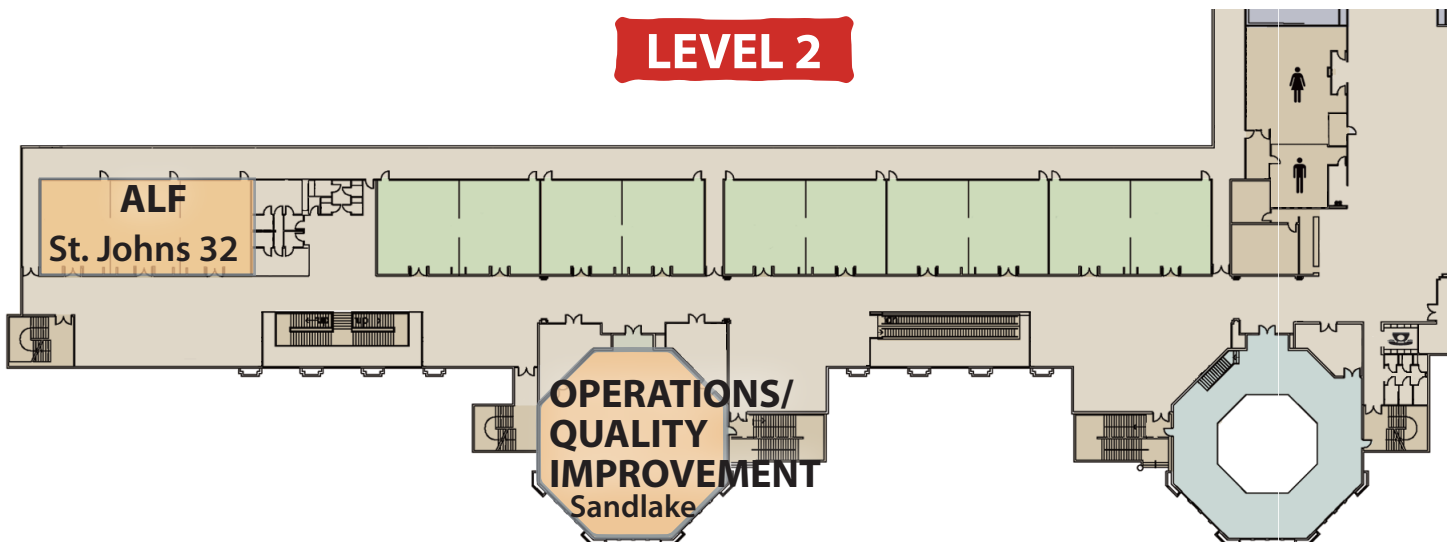 LEVEL 2
ALF
St. Johns 32
OPERATIONS/
QUALITY
IMPROVEMENT
Sandlake